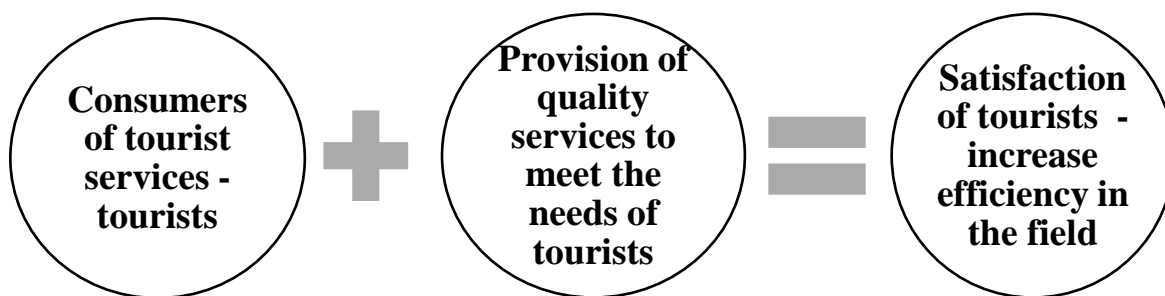 Consumers
of tourist
services -
tourists
Provision of
quality
services to
meet the
needs of
tourists
Satisfaction
of tourists -
increase
efficiency in
the field